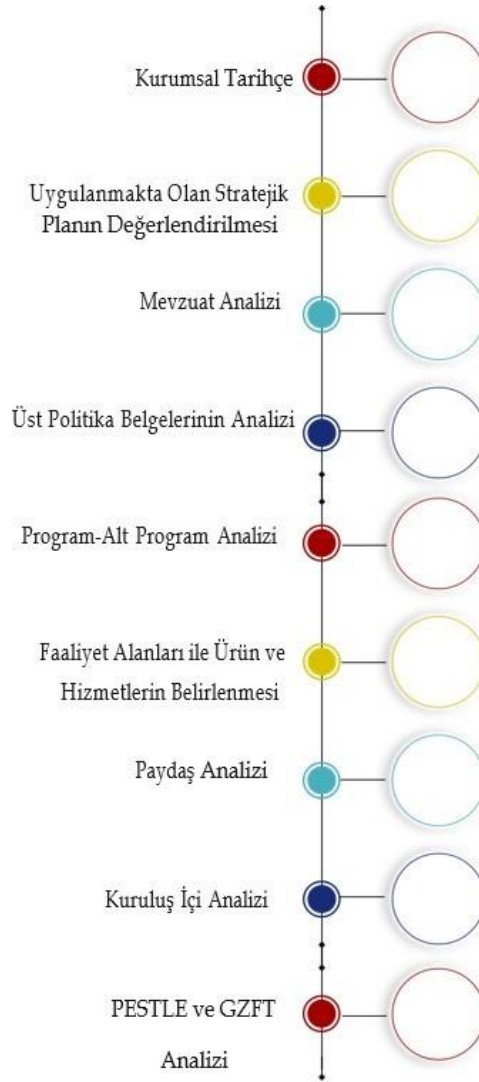 Kurumsal Tarihçe
Uygulanmakta Olan Stratejik
Planın Değerlendirilmesi
Mevzuat Analizi
Üst Politika Belgelerinin Analizi
Program-Alt Program Analizi
Faaliyet Alanları ile Ürün ve
Hizmetlerin Belirlenmesi
Paydaş Analizi
Kuruluş İçi Analizi
PESTLE ve GZFT
Analizi